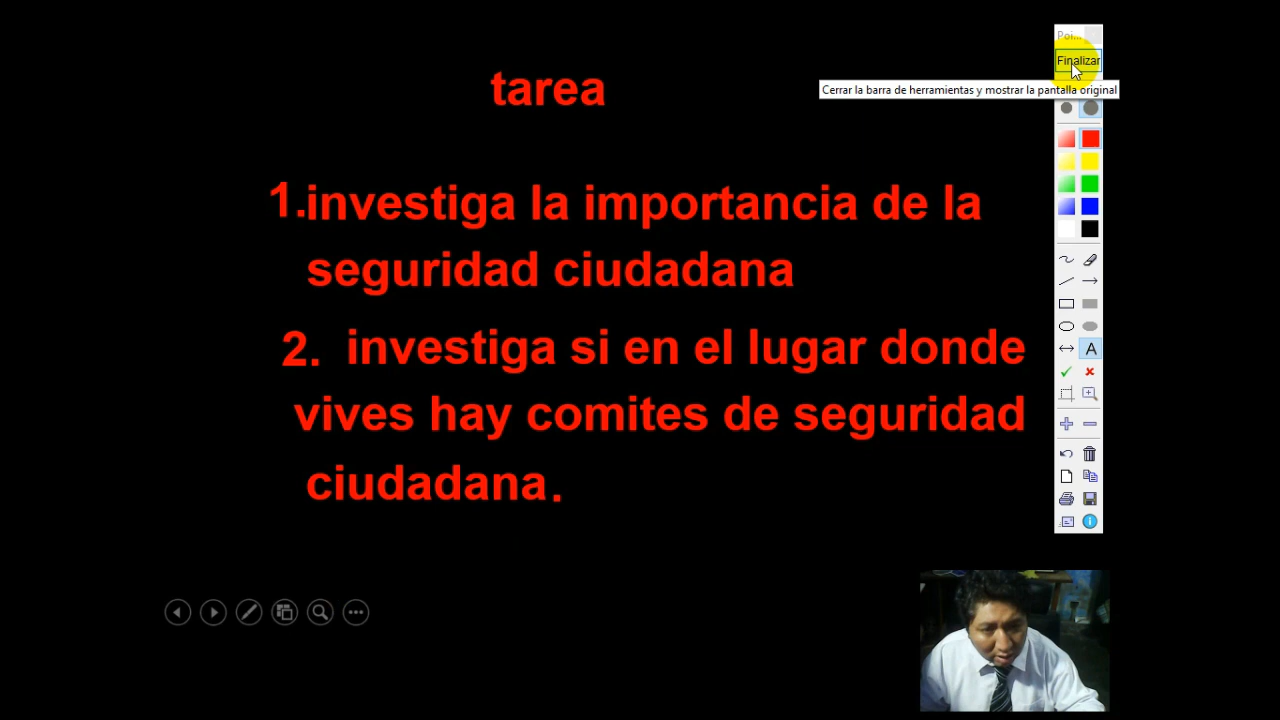 Poi...
Finalizar
Cerrar la barra de herramientas y mostrar la pantalla original
tarea
1.investiga la importancia de la
seguridad ciudadana
2. investiga si en el lugar donde
vives hay comites de seguridad
ciudadana.
A